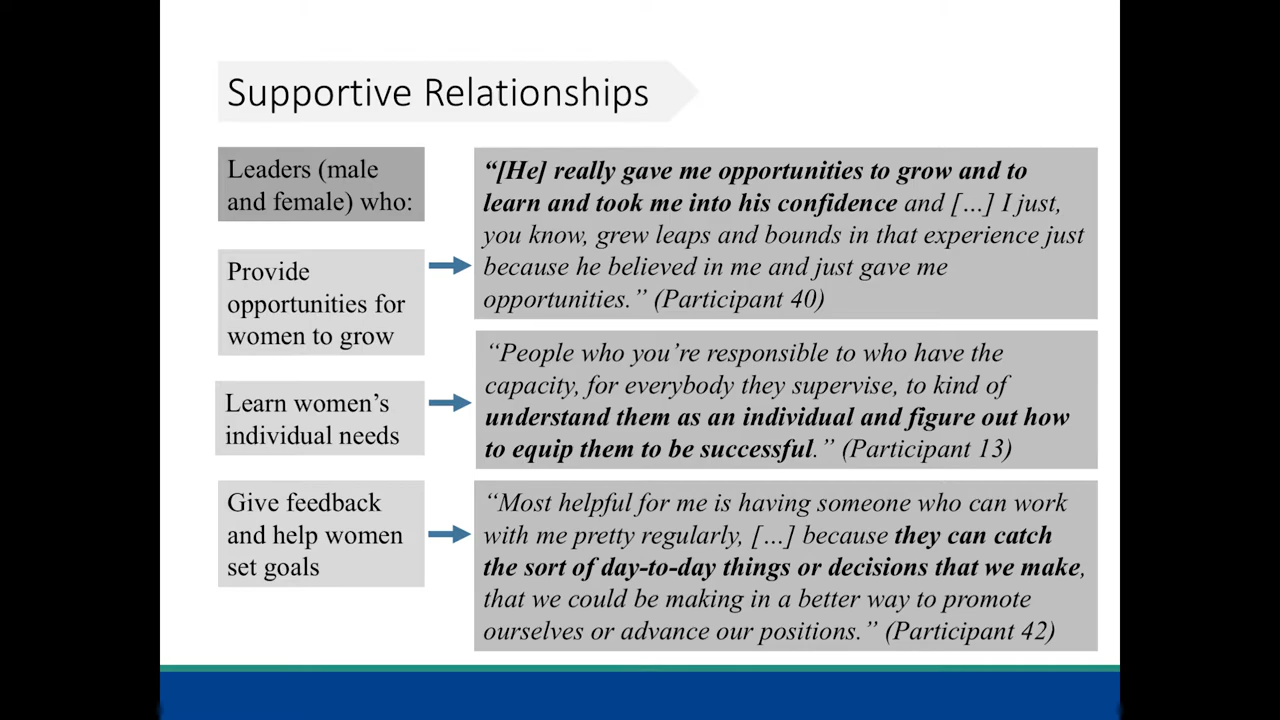 Supportive Relationships
Leaders (male
and female) who:
Provide
opportunities for
women to grow
“[He] really gave me opportunities to grow and to
learn and took me into his confidence and […] I just,
you know, grew leaps and bounds in that experience just
because he believed in me and just gave me
opportunities.” (Participant 40)
Learn women’s
individual needs
“People who you’re responsible to who have the
capacity, for everybody they supervise, to kind of
understand them as an individual and figure out how
to equip them to be successful.” (Participant 13)
Give feedback
and help women
set goals
“Most helpful for me is having someone who can work
with me pretty regularly, […] because they can catch
the sort of day-to-day things or decisions that we make,
that we could be making in a better way to promote
ourselves or advance our positions.” (Participant 42)